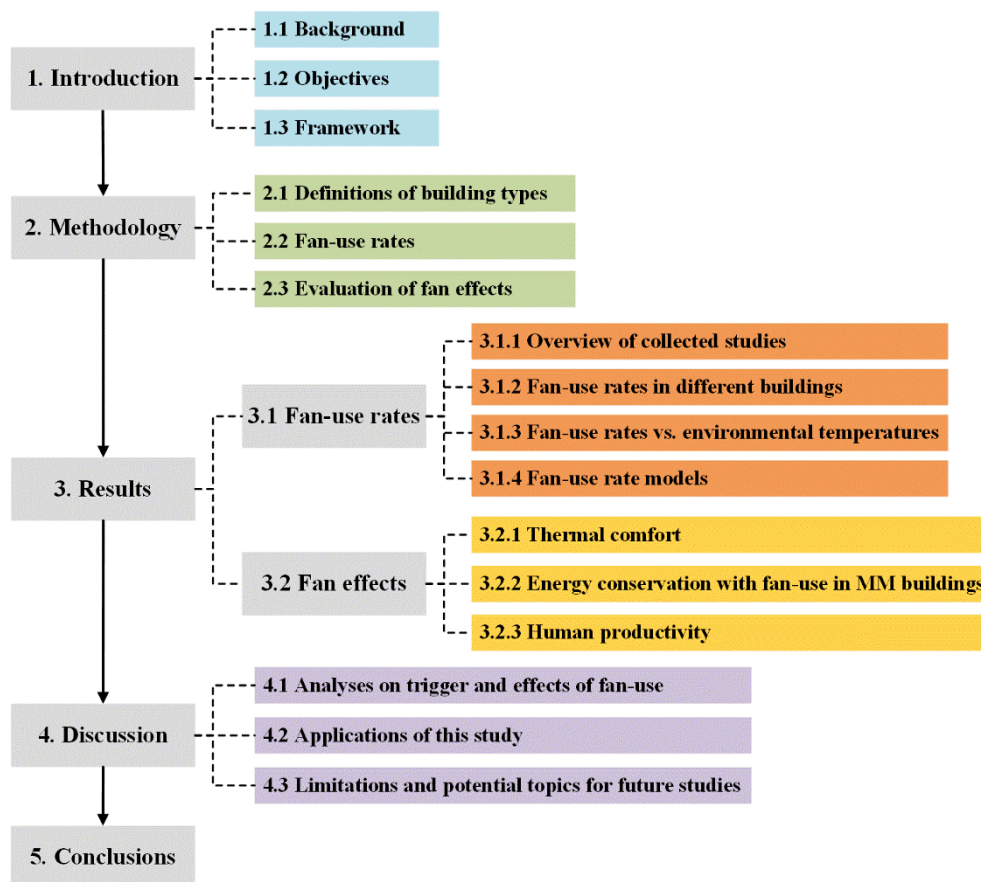 1. Introduction
1.1 Background
1.2 Objectives
1.3 Framework
2. Methodology
2.1 Definitions of building types
2.2 Fan-use rates
2.3 Evaluation of fan effects
3. Results
3.1 Fan-use rates
3.1.1 Overview of collected studies
3.1.2 Fan-use rates in different buildings
3.1.3 Fan-use rates vs. environmental temperatures
3.1.4 Fan-use rate models
3.2 Fan effects
3.2.1 Thermal comfort
3.2.2 Energy conservation with fan-use in MM buildings
3.2.3 Human productivity
4. Discussion
4.1 Analyses on trigger and effects of fan-use
4.2 Applications of this study
4.3 Limitations and potential topics for future studies
5. Conclusions